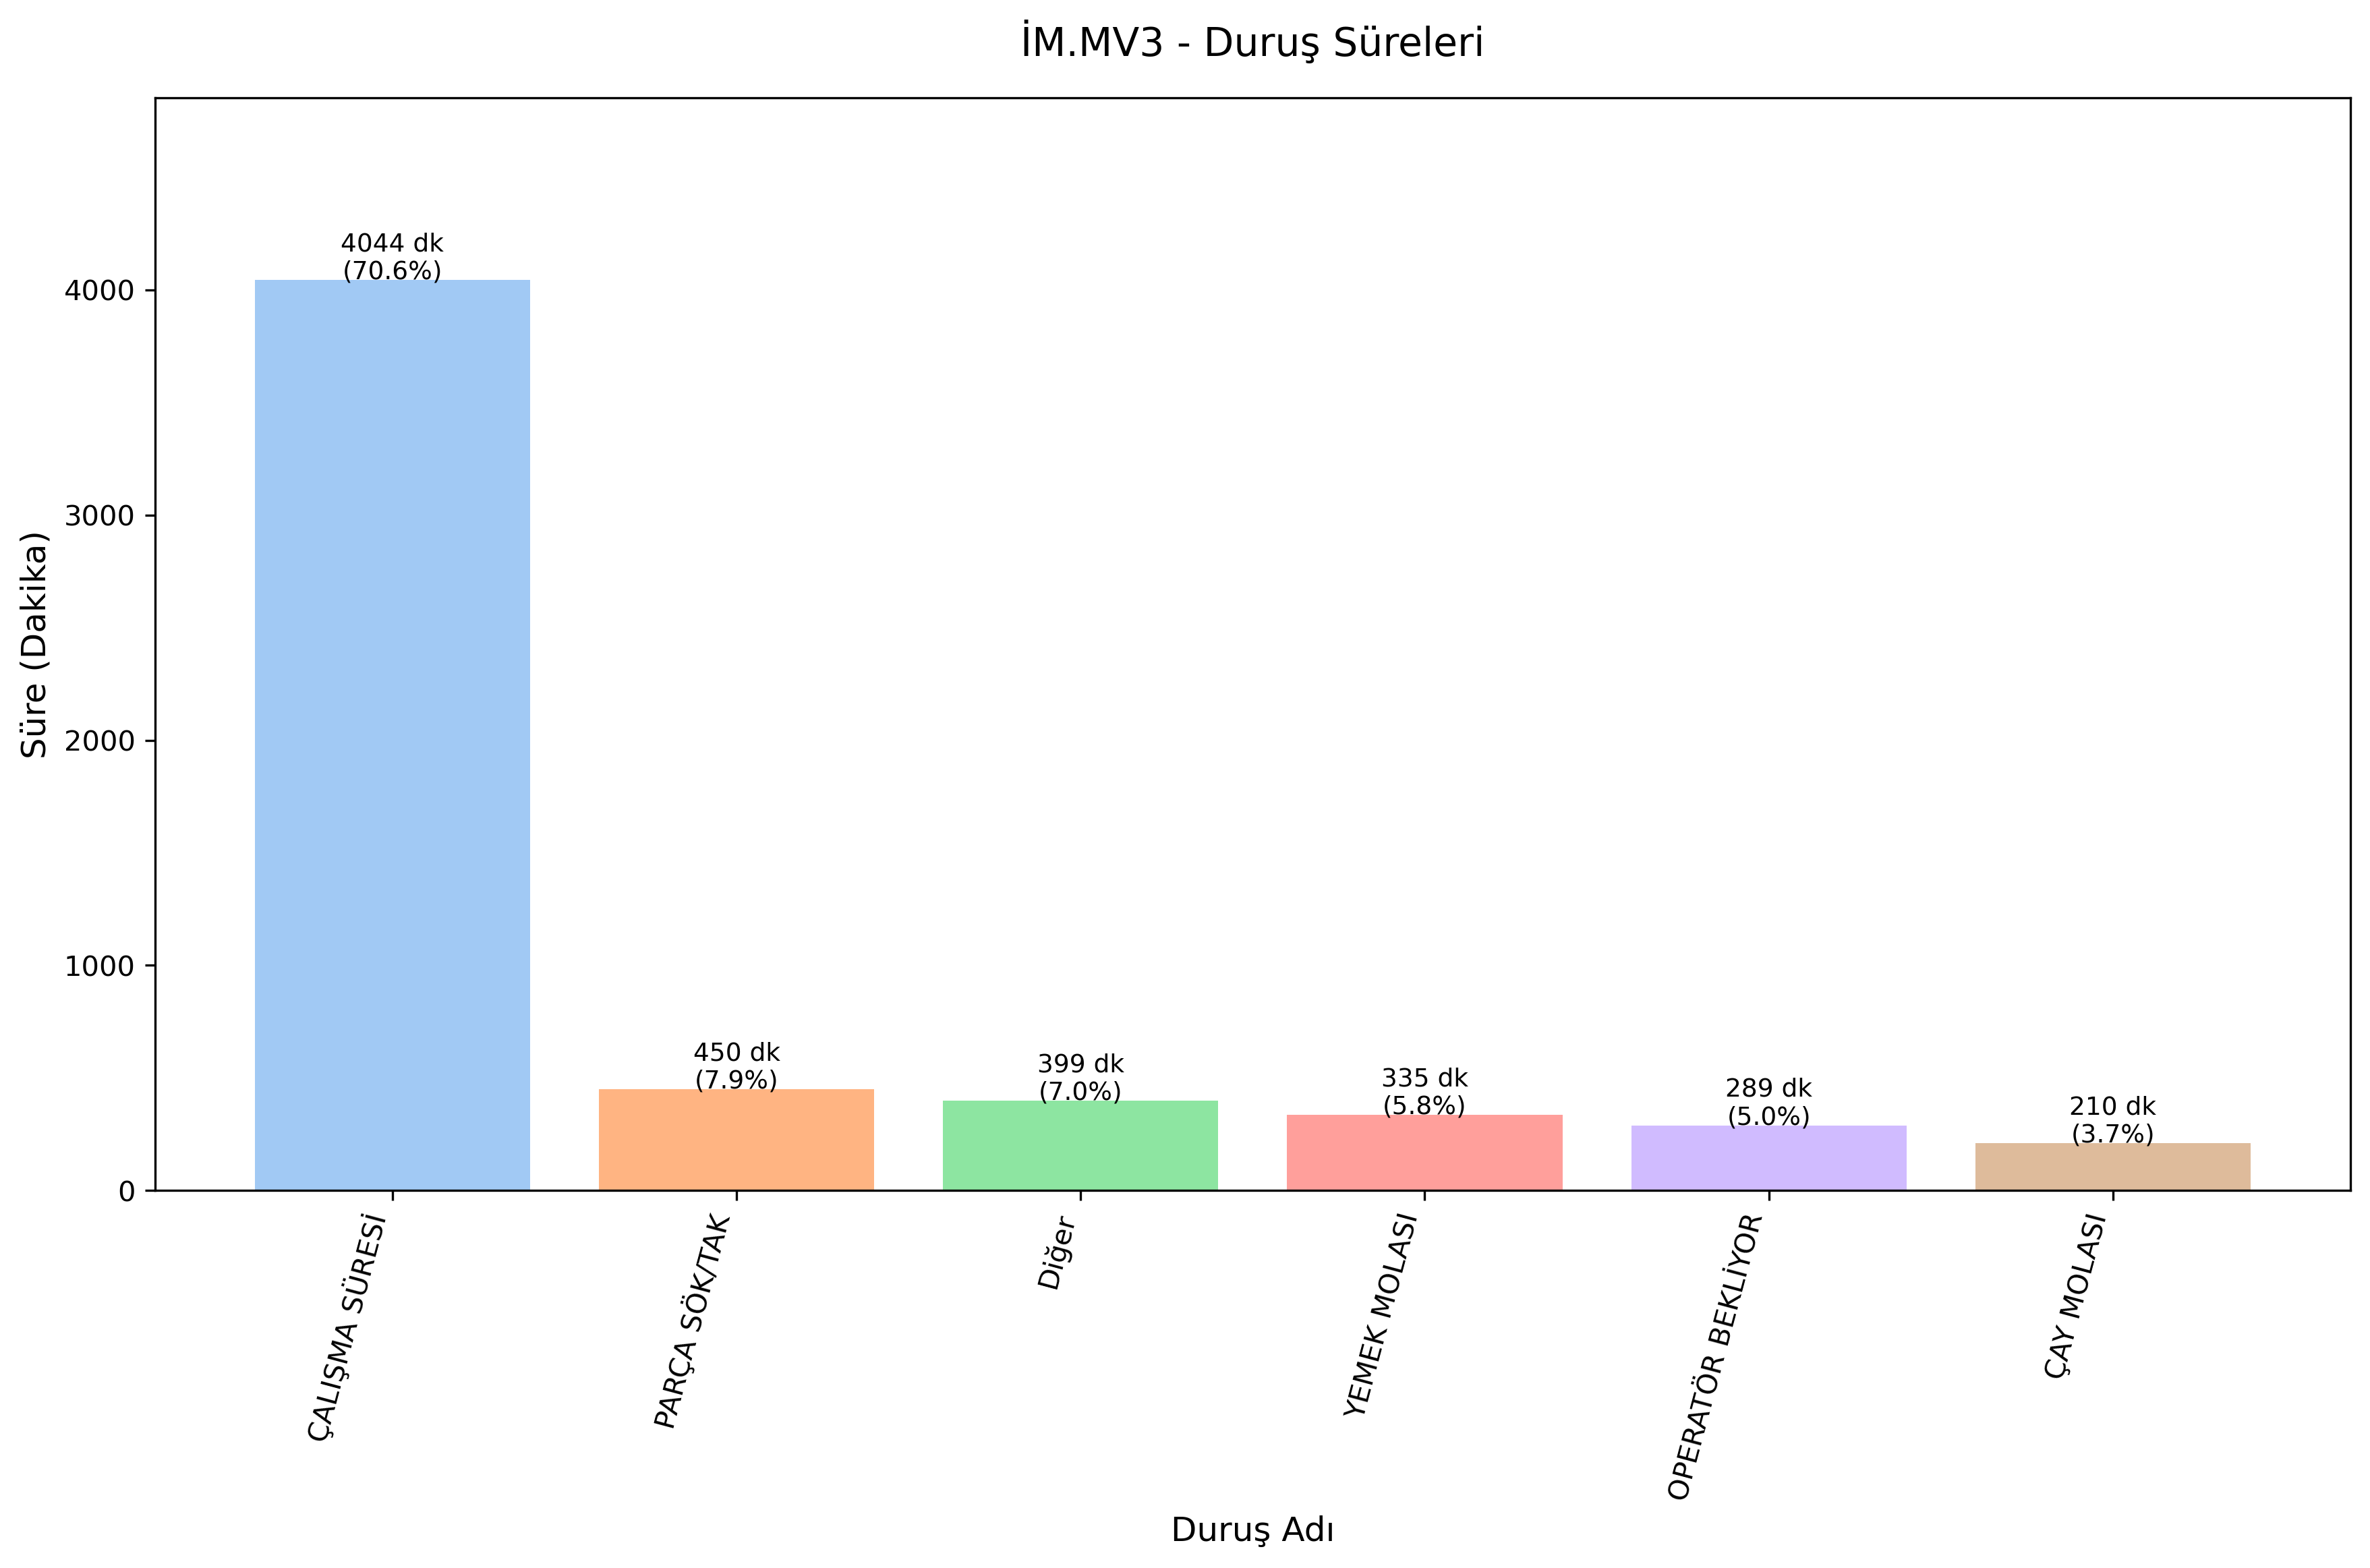 İM.MV3 - Duruş Süreleri
Süre (Dakika)
4000
3000
2000
1000
0
4044 dk
(70.6%)
450 dk
(7.9%)
399 dk
(7.0%)
335 dk
(5.8%)
289 dk
(5.0%)
210 dk
(3.7%)
ÇALIŞMA SÜRESİ
PARÇA SÖK/TAK
Diğer
YEMEK MOLASI
OPERATÖR BEKLİYOR
ÇAY MOLASI
Duruş Adı